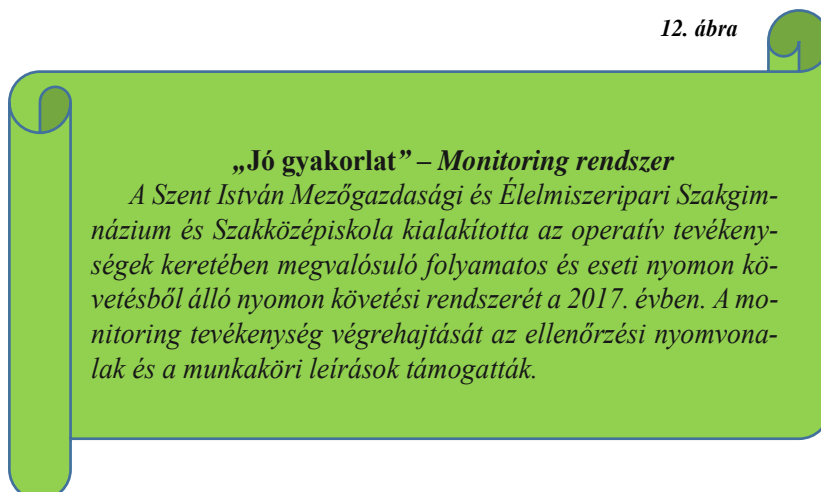 12. ábra
„Jó gyakorlat” – Monitoring rendszer
A Szent István Mezőgazdasági és Élelmiszeripari Szakgim-
názium és Szakközépiskola kialakította az operatív tevékeny-
ségek keretében megvalósuló folyamatos és eseti nyomon kö-
vetésből álló nyomon követési rendszerét a 2017. évben. A mo-
nitoring tevékenység végrehajtását az ellenőrzési nyomvona-
lak és a munkaköri leírások támogatták.